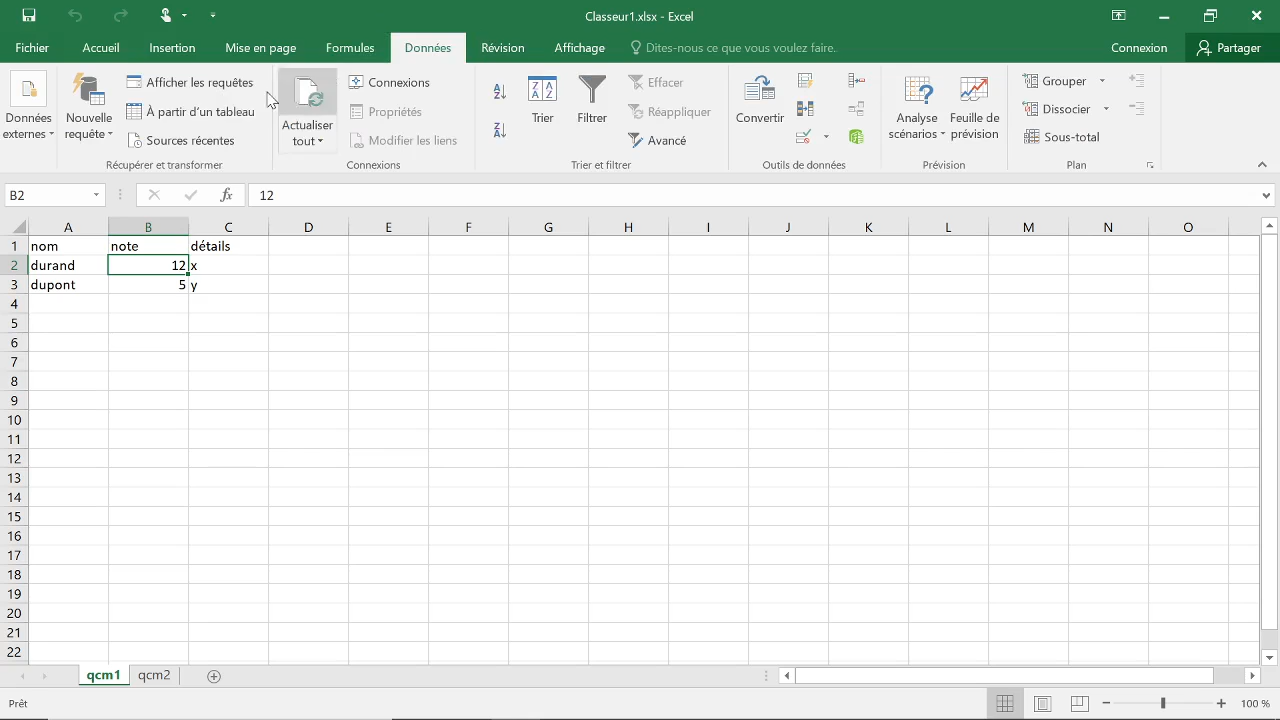 Classeur1.xlsx - Excel
Fichier Accueil Insertion Mise en page Formules Données Révision Affichage Dites-nous ce que vous voulez faire. Connexion Partager
Données externes
Nouvelle requête
Afficher les requêtes
À partir d'un tableau
Sources récentes
Récupérer et transformer
Actualiser tout
Connexions
Propriétés
Modifier les liens
Connexions
Trier
Filtrer
Effacer
Réappliquer
Avancé
Trier et filtrer
Convertir
Outils de données
Analyse scénarios
Feuille de prévision
Prévision
Grouper
Dissocier
Sous-total
Plan
B2 fx 12
A B C D E F G H I J K L M N O
1 nom note détails
2 durand 12 x
3 dupont 5 y
4
5
6
7
8
9
10
11
12
13
14
15
16
17
18
19
20
21
22
qcm1 qcm2
Prêt 100 %